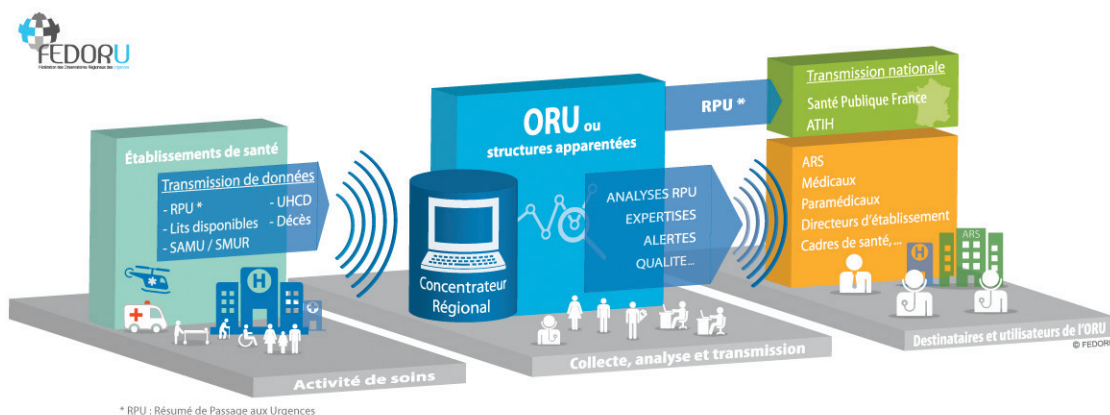 FEDORU
Fédération des Observatoires Régionaux des Urgences
Établissements de santé
Transmission de données
- RPU *
- Lits disponibles
- SAMU / SMUR
- UHCD
- Décès
H
Activité de soins
ORU ou
structures apparentées
Concentrateur
Régional
ANALYSES RPU
EXPERTISES
ALERTES
QUALITE...
Collecte, analyse et transmission
RPU *
Transmission nationale
Santé Publique France
ATIH
ARS
Médicaux
Paramédicaux
Directeurs d'établissement
Cadres de santé,...
H
ARS
Destinataires et utilisateurs de l'ORU
© FEDORU
* RPU : Résumé de Passage aux Urgences